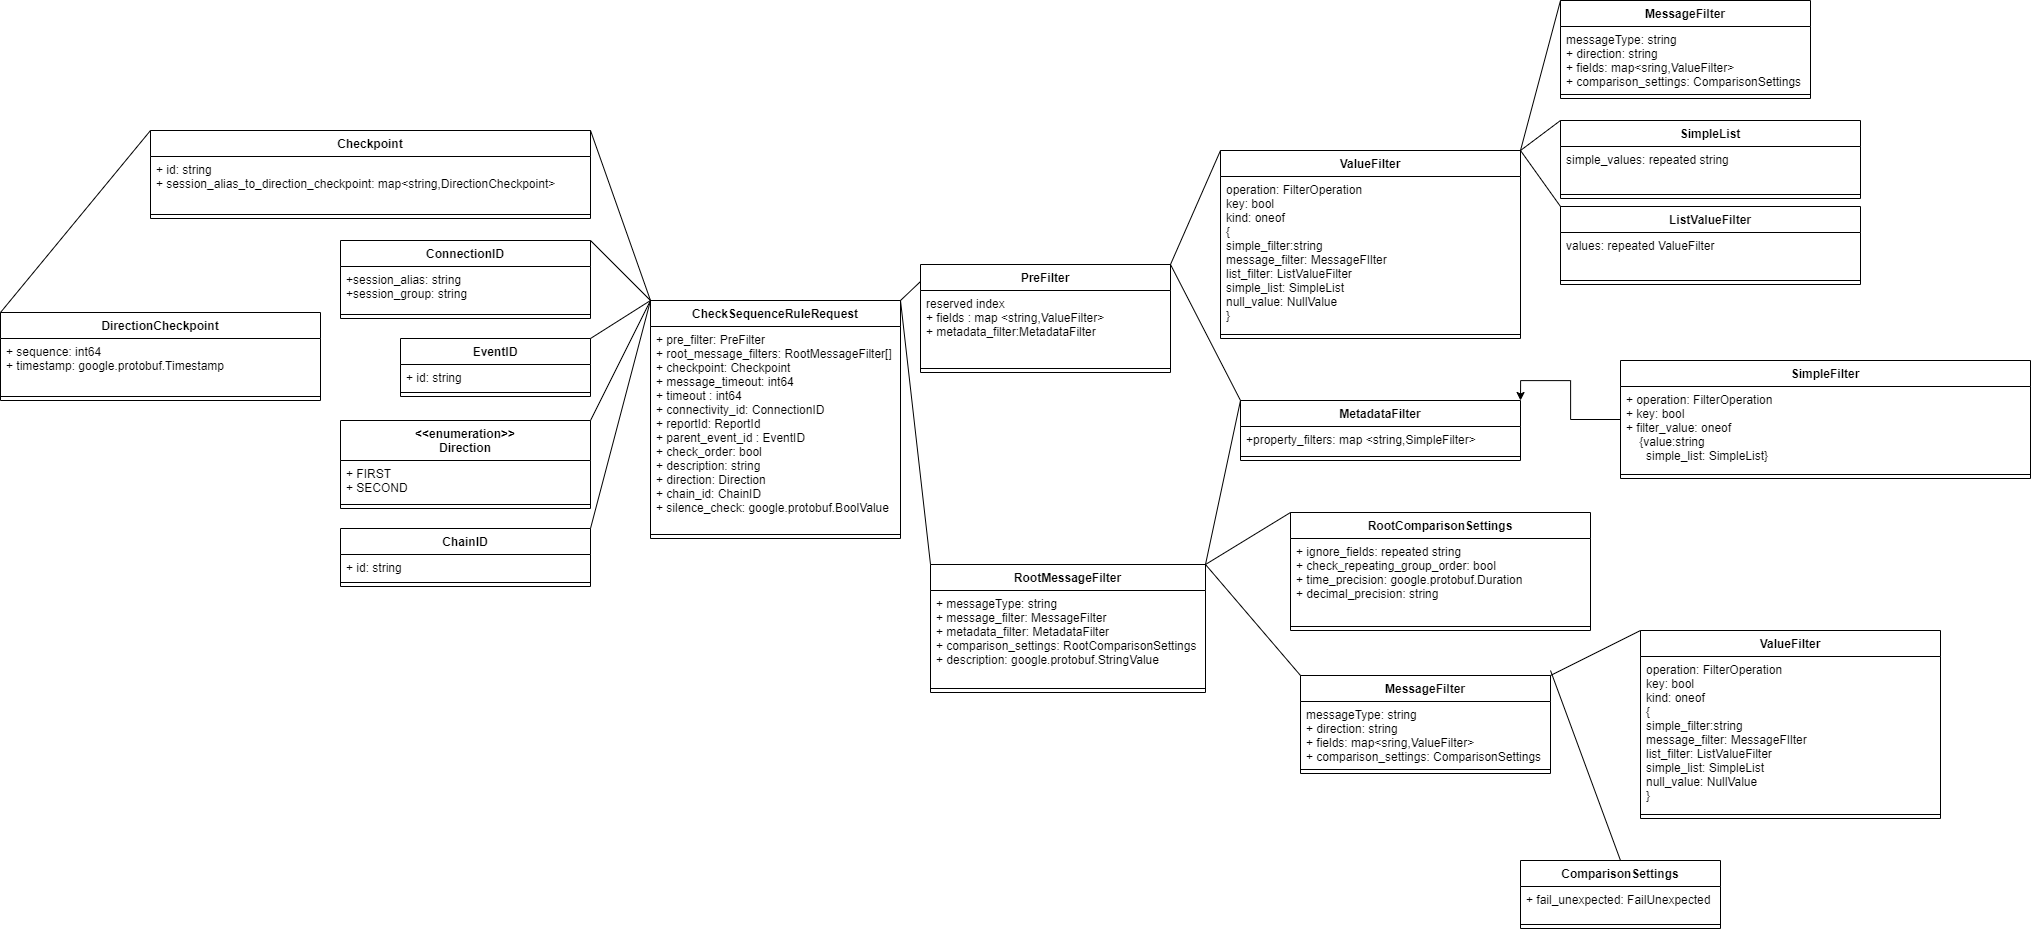 MessageFilter
messageType: string
+ direction: string
+ fields: map<sring,ValueFilter>
+ comparison_settings: ComparisonSettings
SimpleList
simple_values: repeated string
ListValueFilter
values: repeated ValueFilter
Checkpoint
+ id: string
+ session_alias_to_direction_checkpoint: map<string,DirectionCheckpoint>
ValueFilter
operation: FilterOperation
key: bool
kind: oneof
{
simple_filter:string
message_filter: MessageFIlter
list_filter: ListValueFilter
simple_list: SimpleList
null_value: NullValue
}
ConnectionID
+session_alias: string
+session_group: string
PreFilter
reserved index
+ fields : map <string,ValueFilter>
+ metadata_filter:MetadataFilter
DirectionCheckpoint
+ sequence: int64
+ timestamp: google.protobuf.Timestamp
EventID
+ id: string
CheckSequenceRuleRequest
+ pre_filter: PreFilter
+ root_message_filters: RootMessageFilter[]
+ checkpoint: Checkpoint
+ message_timeout: int64
+ timeout : int64
+ connectivity_id: ConnectionID
+ reportId: ReportId
+ parent_event_id : EventID
+ check_order: bool
+ description: string
+ direction: Direction
+ chain_id: ChainID
+ silence_check: google.protobuf.BoolValue
<<enumeration>>
Direction
+ FIRST
+ SECOND
ChainID
+ id: string
MetadataFilter
+property_filters: map <string,SimpleFilter>
SimpleFilter
+ operation: FilterOperation
+ key: bool
+ filter_value: oneof
{value:string
simple_list: SimpleList}
RootComparisonSettings
+ ignore_fields: repeated string
+ check_repeating_group_order: bool
+ time_precision: google.protobuf.Duration
+ decimal_precision: string
RootMessageFilter
+ messageType: string
+ message_filter: MessageFilter
+ metadata_filter: MetadataFilter
+ comparison_settings: RootComparisonSettings
+ description: google.protobuf.StringValue
MessageFilter
messageType: string
+ direction: string
+ fields: map<sring,ValueFilter>
+ comparison_settings: ComparisonSettings
ValueFilter
operation: FilterOperation
key: bool
kind: oneof
{
simple_filter:string
message_filter: MessageFIlter
list_filter: ListValueFilter
simple_list: SimpleList
null_value: NullValue
}
ComparisonSettings
+ fail_unexpected: FailUnexpected